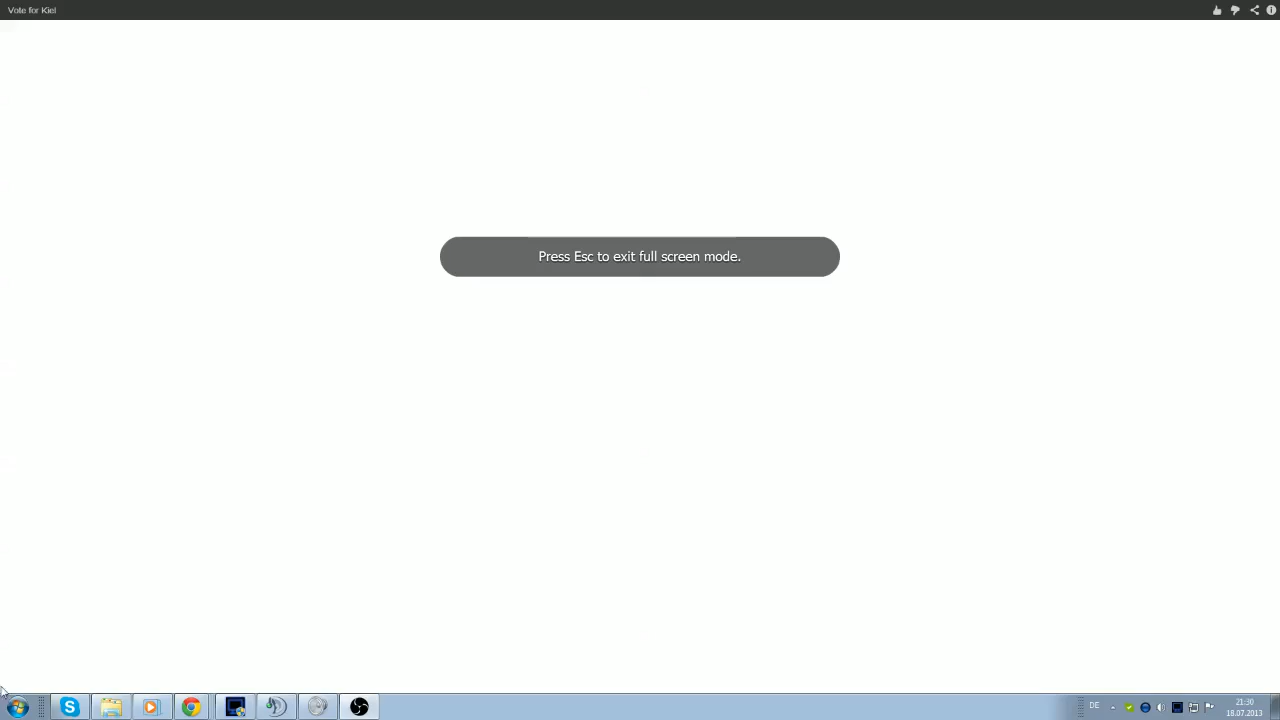 Vote for Kiel
Press Esc to exit full screen mode.
DE
21:30
18.07.2013